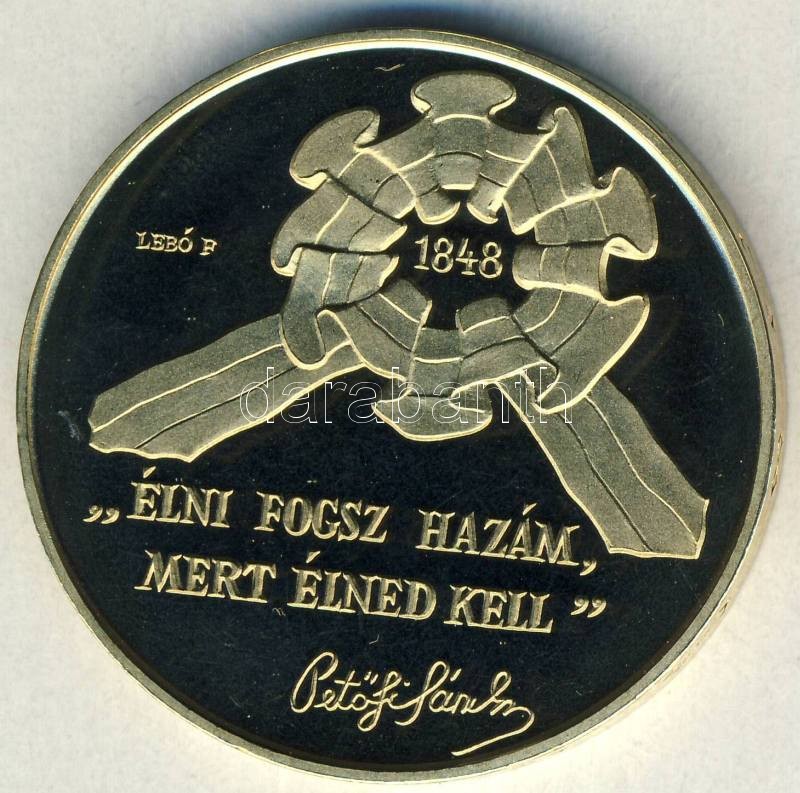 LEBÓ F
1848
darabanth
„ÉLNI FOGSZ HAZÁM,
MERT ÉLNED KELL”
Petőfi Sándor